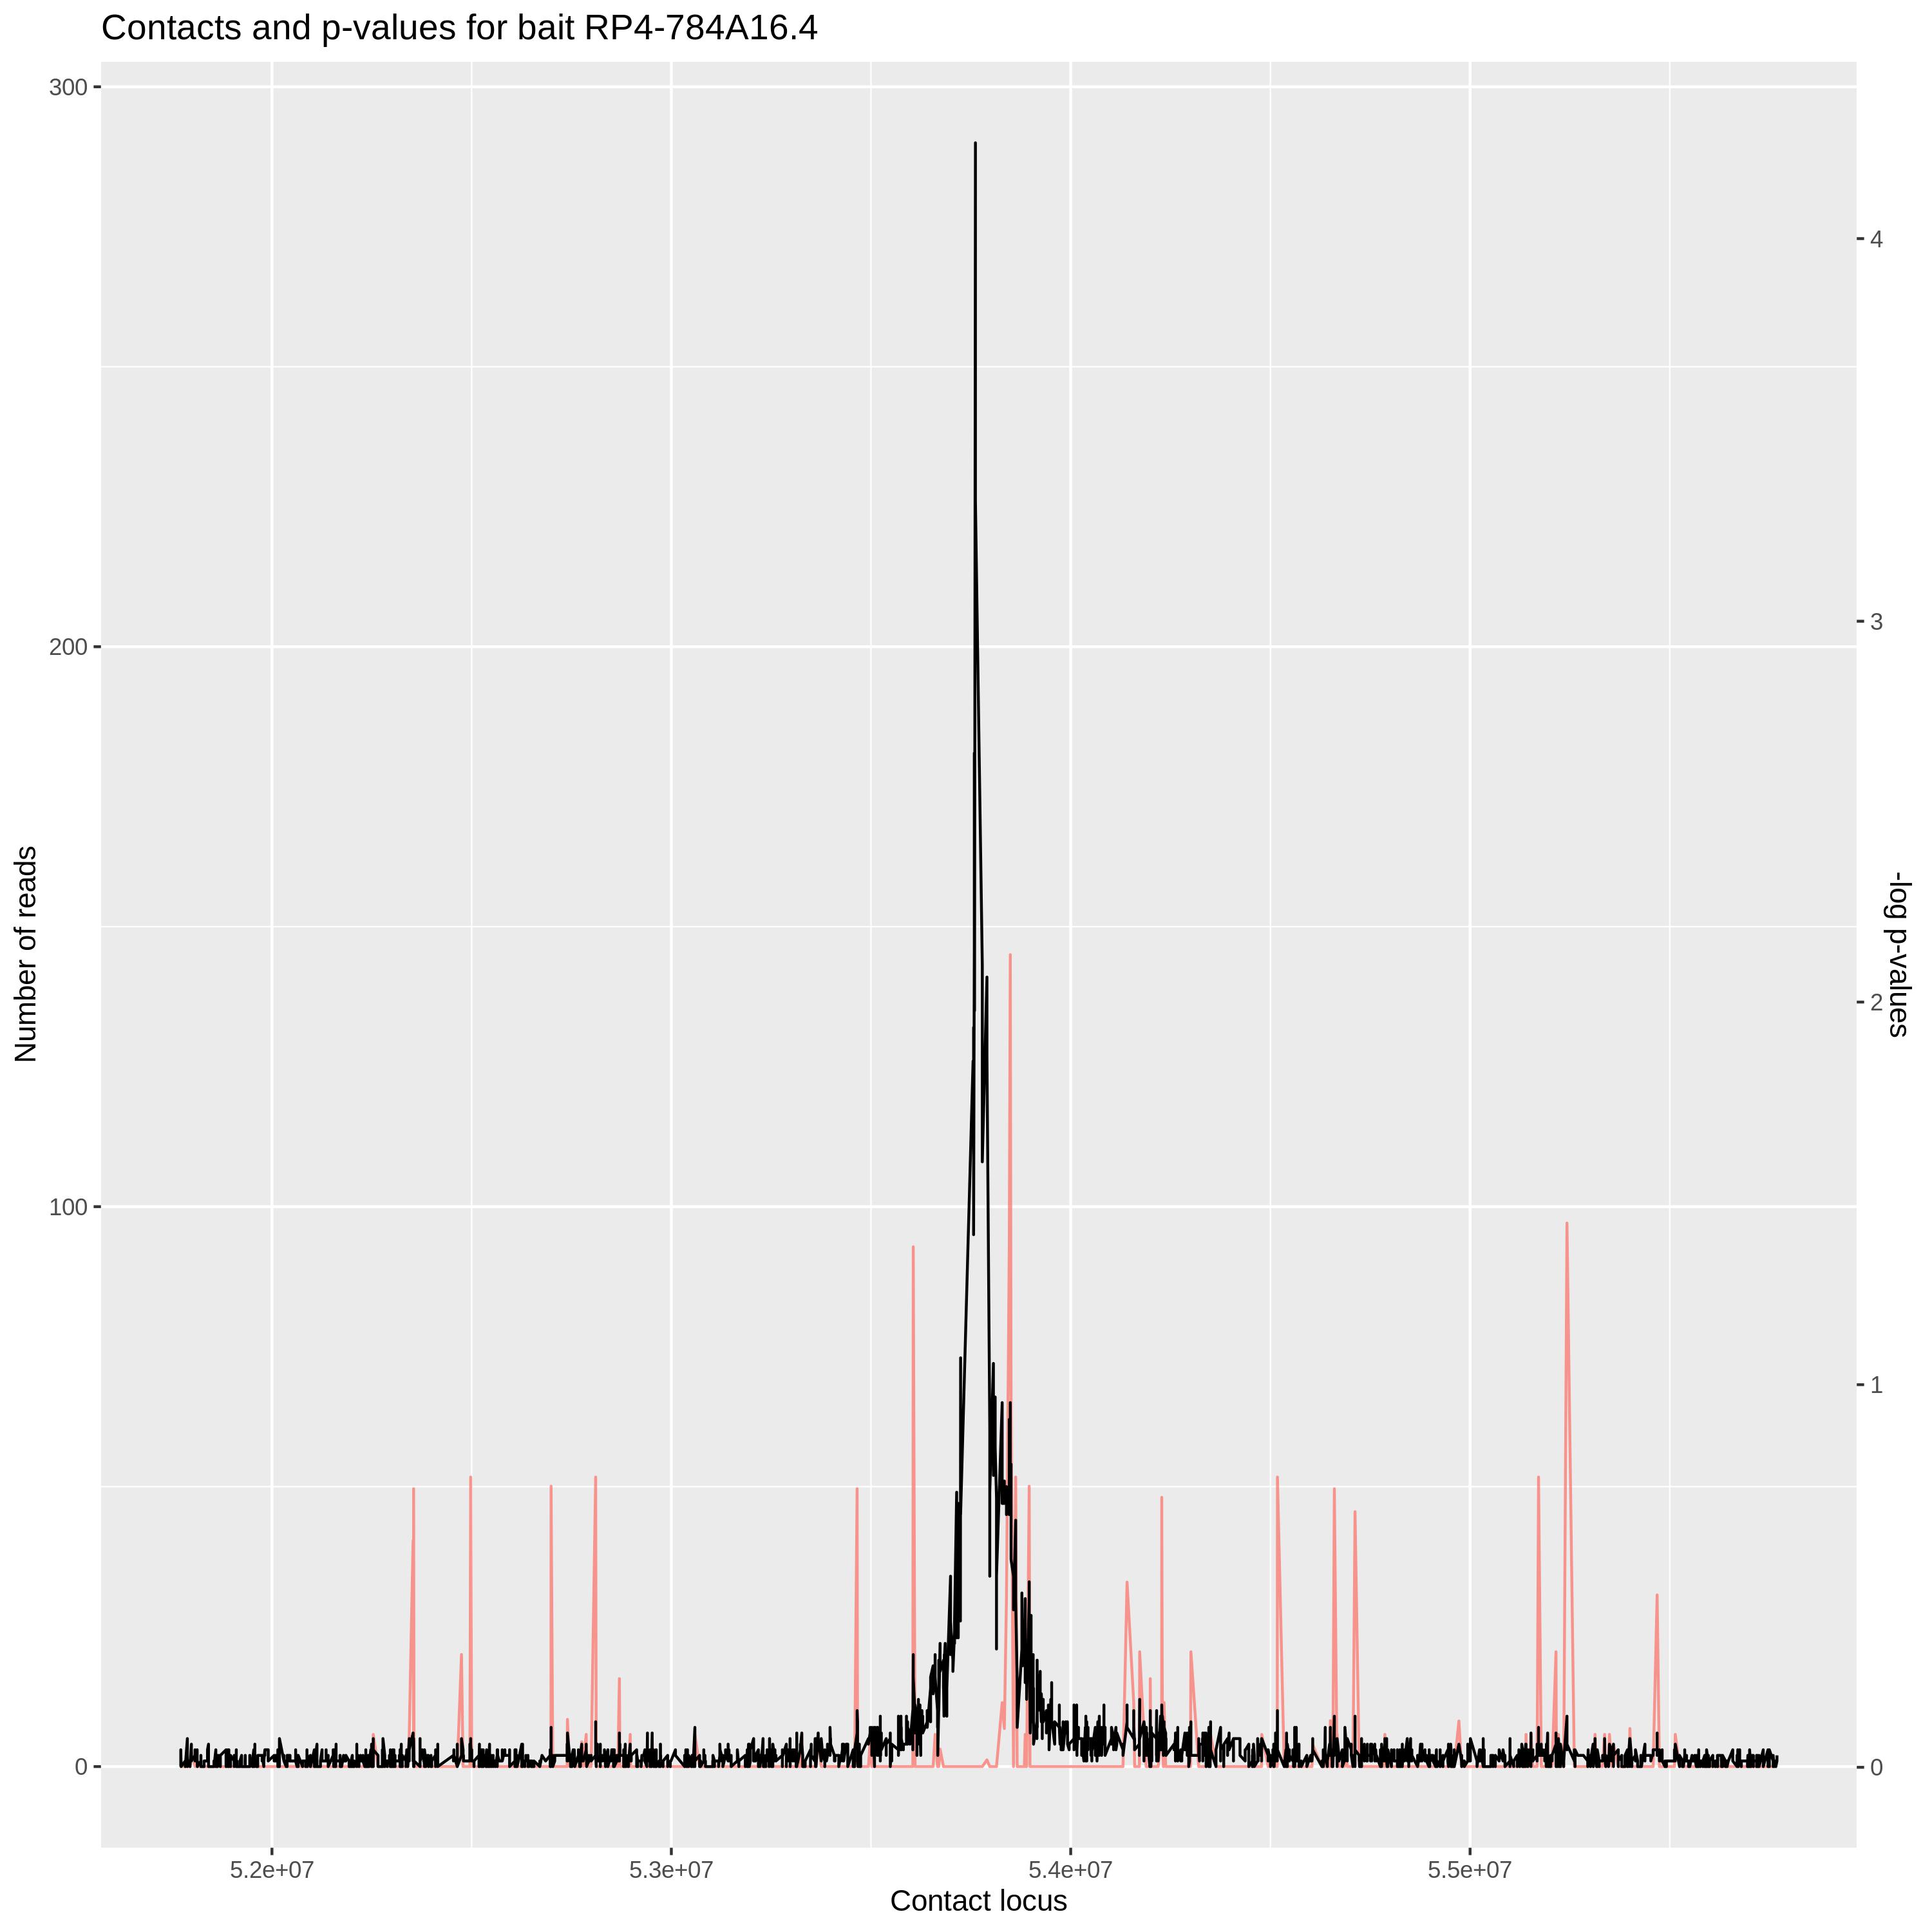 Contacts and p-values for bait RP4-784A16.4
300
200
100
0
Number of reads
4
3
2
1
0
-log p-values
5.2e+07 5.3e+07 5.4e+07 5.5e+07
Contact locus